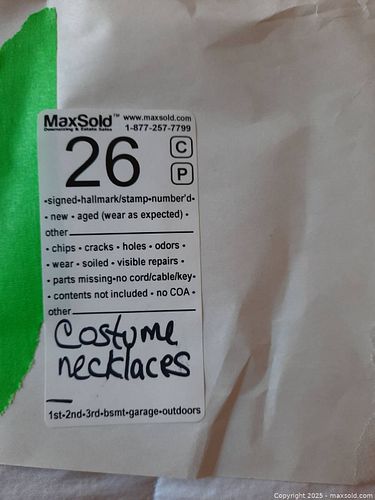 MaxSold™ www.maxsold.com
Downsizing & Estate Sales 1-877-257-7799
26 C
P
•signed•hallmark/stamp•number'd•
• new • aged (wear as expected) •
other
• chips • cracks • holes • odors •
• wear • soiled • visible repairs •
• parts missing•no cord/cable/key•
• contents not included • no COA •
other
Costume
necklaces
1st•2nd•3rd•bsmt•garage•outdoors
Copyright © 2025 - maxsold.com